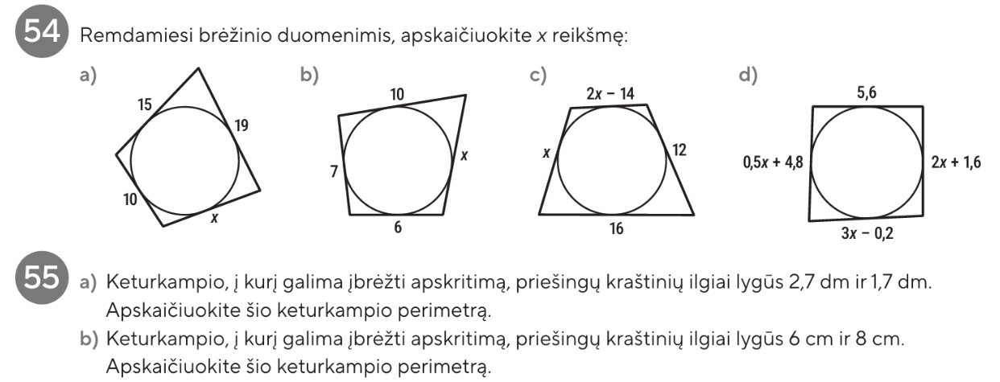 54 Remdamiesi brėžinio duomenimis, apskaičiuokite x reikšmę:
a)
15
19
10
x
b)
10
7
x
6
c)
2x – 14
x
12
16
d)
5,6
0,5x + 4,8
2x + 1,6
3x – 0,2
55 a) Keturkampio, į kurį galima įbrėžti apskritimą, priešingų kraštinių ilgiai lygūs 2,7 dm ir 1,7 dm.
Apskaičiuokite šio keturkampio perimetrą.
b) Keturkampio, į kurį galima įbrėžti apskritimą, priešingų kraštinių ilgiai lygūs 6 cm ir 8 cm.
Apskaičiuokite šio keturkampio perimetrą.